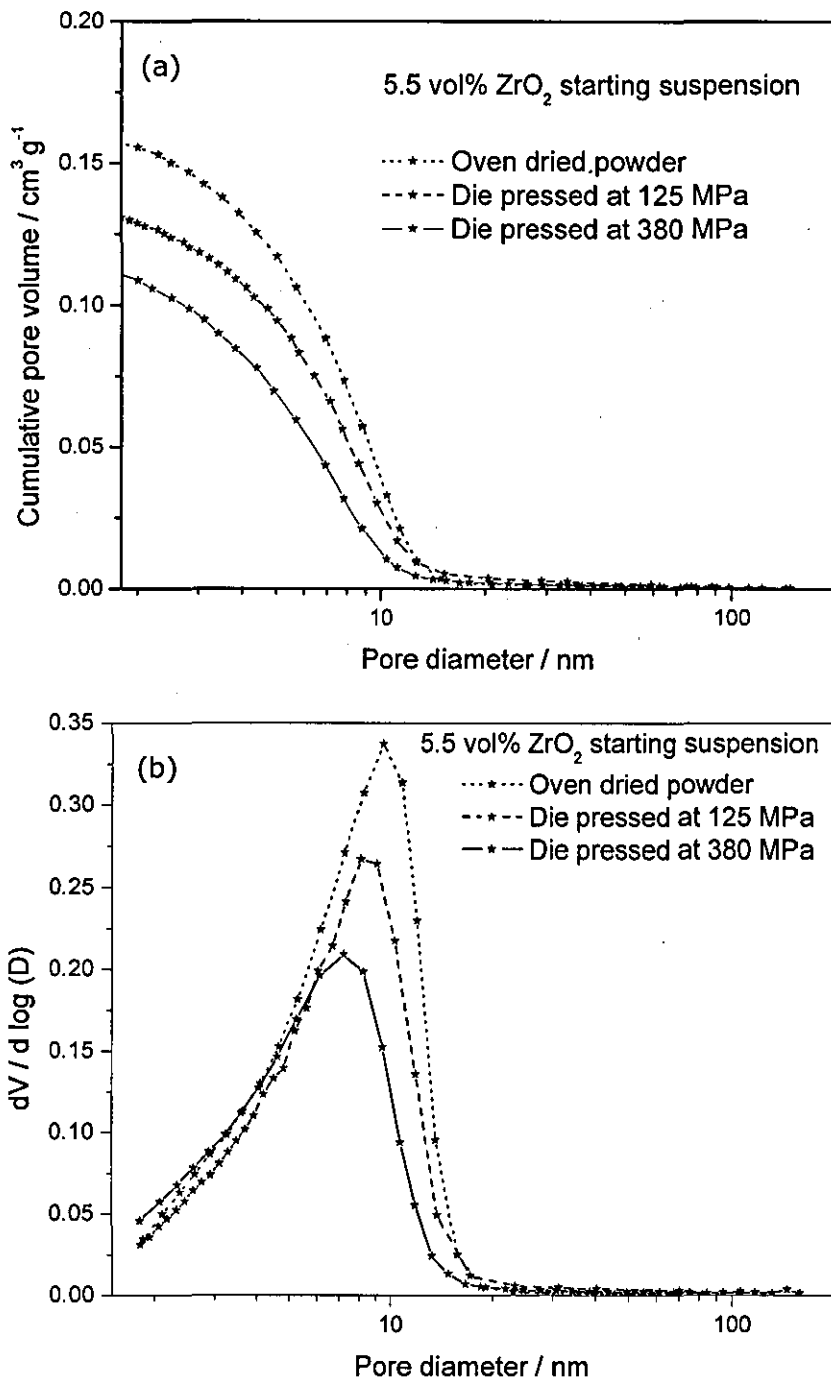 (a)
5.5 vol% ZrO₂ starting suspension
Oven dried powder
Die pressed at 125 MPa
Die pressed at 380 MPa
Cumulative pore volume / cm³ g⁻¹
0.20
0.15
0.10
0.05
0.00
10
100
Pore diameter / nm
(b)
5.5 vol% ZrO₂ starting suspension
Oven dried powder
Die pressed at 125 MPa
Die pressed at 380 MPa
dV / d log (D)
0.35
0.30
0.25
0.20
0.15
0.10
0.05
0.00
10
100
Pore diameter / nm